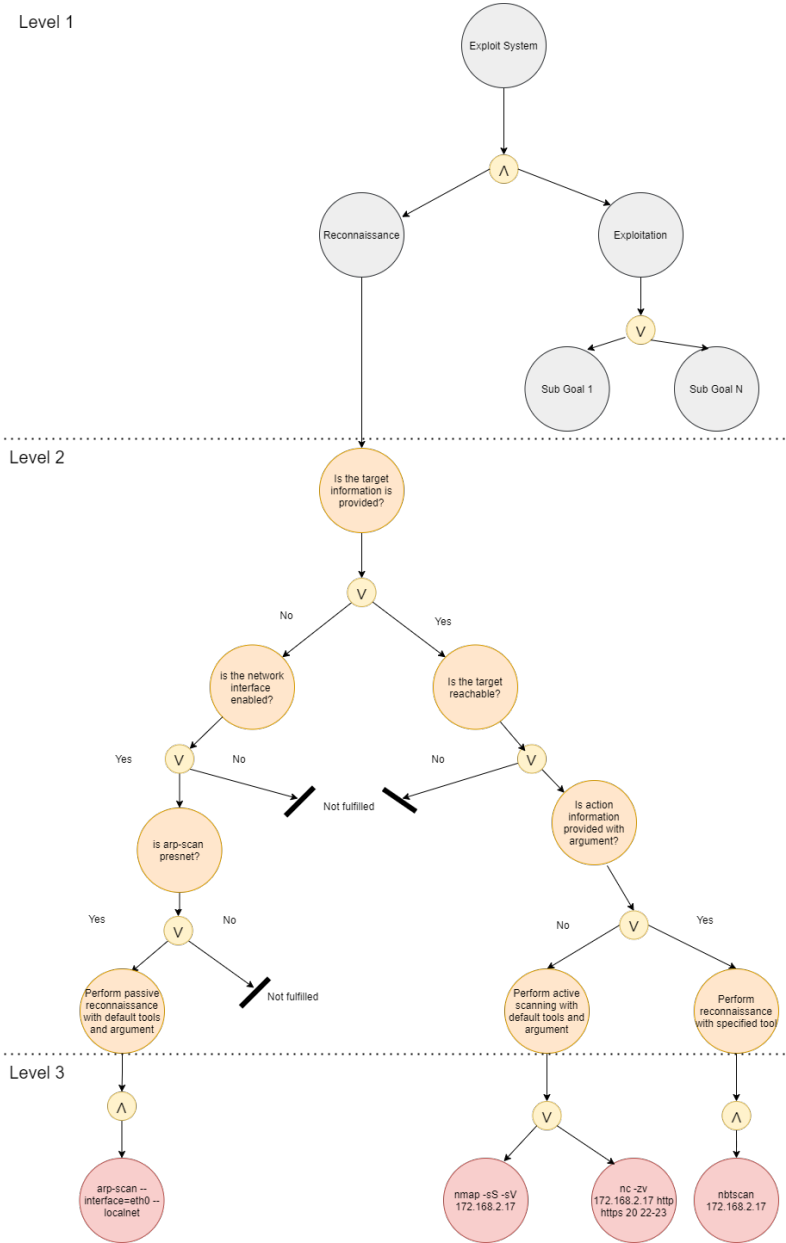 Level 1
Exploit System
Λ
Reconnaissance
Exploitation
V
Sub Goal 1
Sub Goal N
Level 2
Is the target
information is
provided?
V
No
Yes
is the network
interface
enabled?
Is the target
reachable?
Yes
V
No
No
V
Not fulfilled
is arp-scan
presnet?
Is action
information
provided with
argument?
Yes
V
No
No
V
Yes
Perform passive
reconnaissance
with default tools
and argument
Not fulfilled
Perform active
scanning with
default tools and
argument
Perform
reconnaissance
with specified tool
Level 3
Λ
V
Λ
arp-scan --
interface=eth0 --
localnet
nmap -sS -sV
172.168.2.17
nc -zv
172.168.2.17 http
https 20 22-23
nbtscan
172.168.2.17